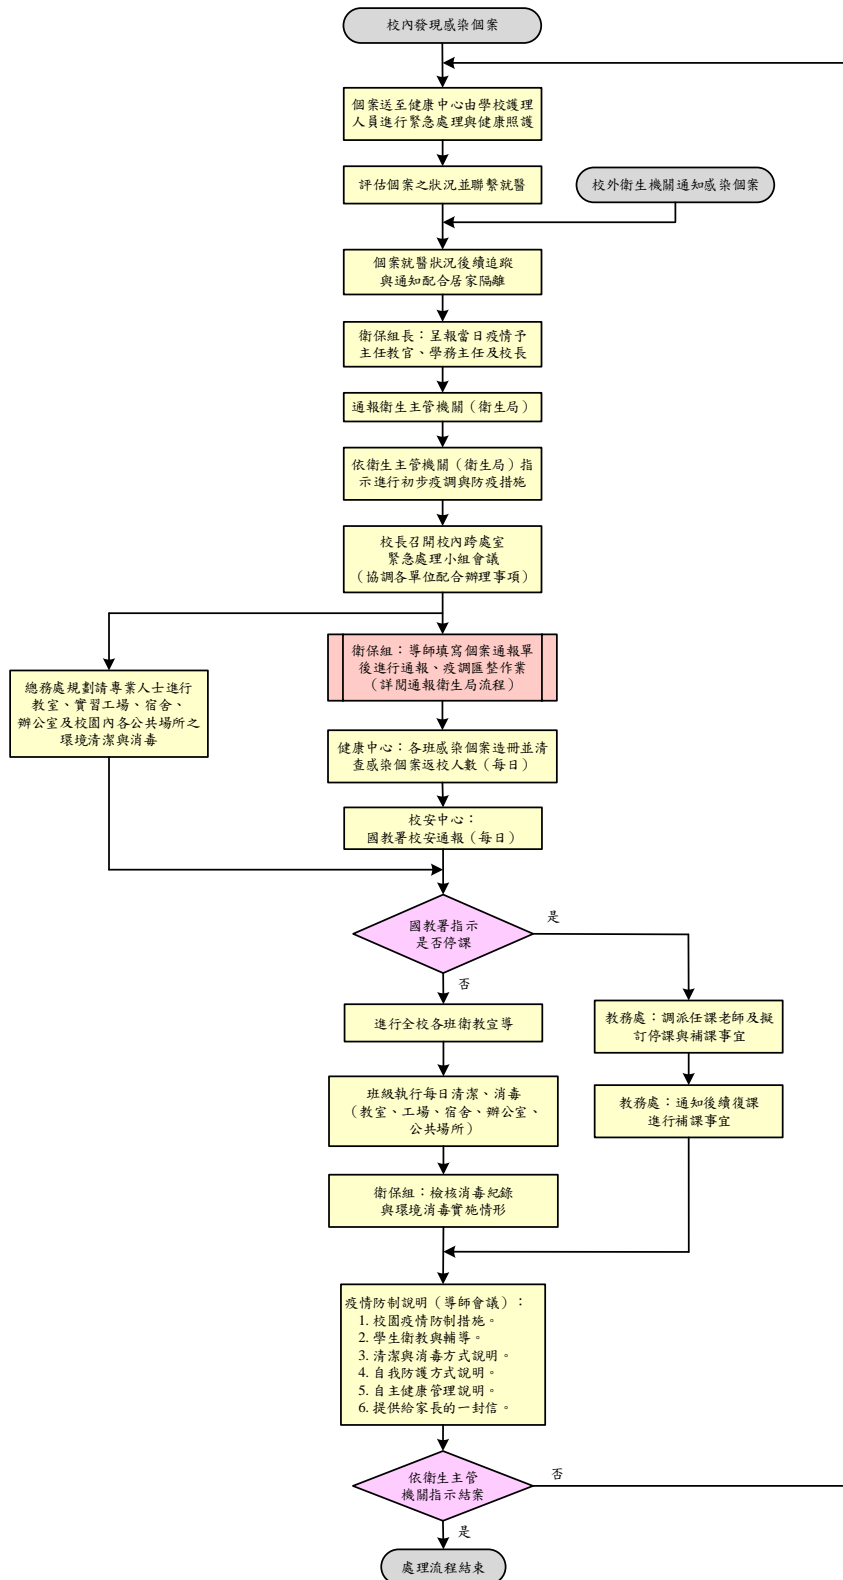 校內發現感染個案
個案送至健康中心由學校護理
人員進行緊急處理與健康照護
評估個案之狀況並聯繫就醫
校外衛生機關通知感染個案
個案就醫狀況後續追蹤
與通知配合居家隔離
衛保組長：呈報當日疫情予
主任教官、學務主任及校長
通報衛生主管機關（衛生局）
依衛生主管機關（衛生局）指
示進行初步疫調與防疫措施
校長召開校內跨處室
緊急處理小組會議
（協調各單位配合辦理事項）
衛保組：導師填寫個案通報單
後進行通報、疫調匯整作業
（詳閱通報衛生局流程）
總務處規劃請專業人士進行
教室、實習工場、宿舍、
辦公室及校園內各公共場所之
環境清潔與消毒
健康中心：各班感染個案造冊並清
查感染個案返校人數（每日）
校安中心：
國教署校安通報（每日）
國教署指示
是否停課
是
否
進行全校各班衛教宣導
教務處：調派任課老師及擬
訂停課與補課事宜
班級執行每日清潔、消毒
（教室、工場、宿舍、辦公室、
公共場所）
教務處：通知後續復課
進行補課事宜
衛保組：檢核消毒紀錄
與環境消毒實施情形
疫情防制說明（導師會議）：
1. 校園疫情防制措施。
2. 學生衛教與輔導。
3. 清潔與消毒方式說明。
4. 自我防護方式說明。
5. 自主健康管理說明。
6. 提供給家長的一封信。
依衛生主管
機關指示結案
否
是
處理流程結束